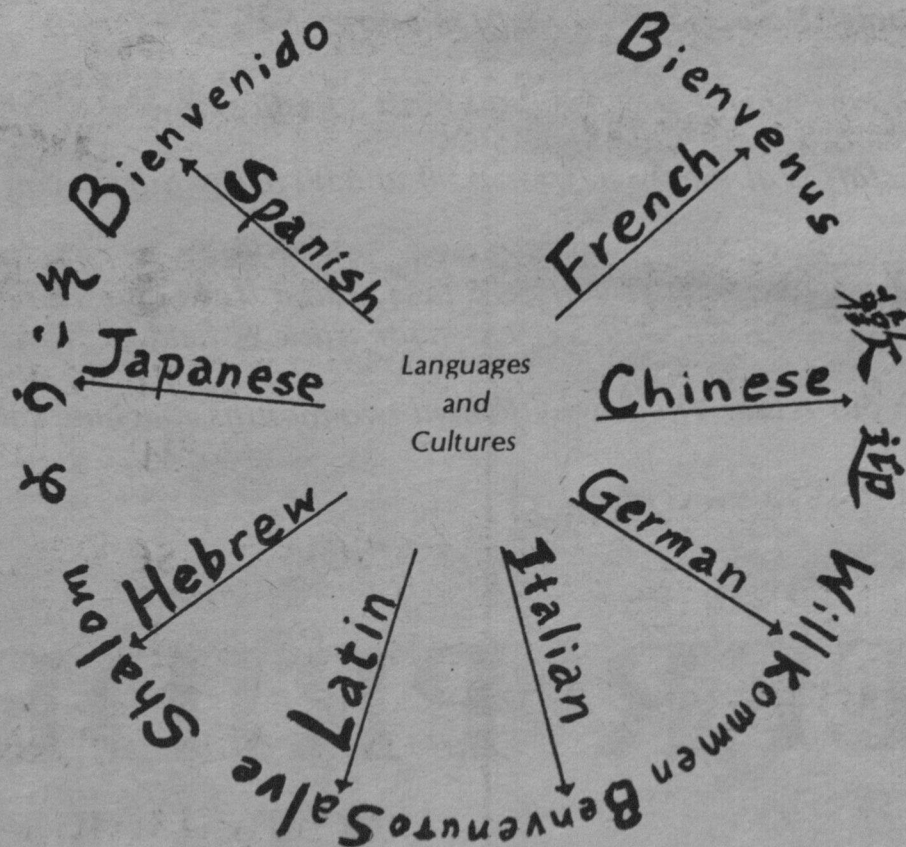 Bienvenido
Bienvenus
Spanish
French
ようこそ
Japanese
Languages
and
Cultures
Chinese
歡迎
Hebrew
Shalom
Latin
Salve
Italian
Benvenuto
German
Willkommen